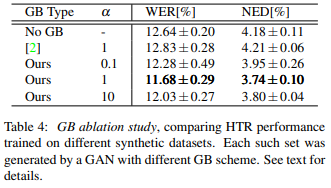 GB Type α WER[%] NED[%]
No GB - 12.64±0.20 4.18±0.11
[2] 1 12.83±0.28 4.21±0.06
Ours 0.1 12.28±0.49 3.95±0.26
Ours 1 11.68±0.29 3.74±0.10
Ours 10 12.03±0.27 3.80±0.04
Table 4: GB ablation study, comparing HTR performance
trained on different synthetic datasets. Each such set was
generated by a GAN with different GB scheme. See text for
details.